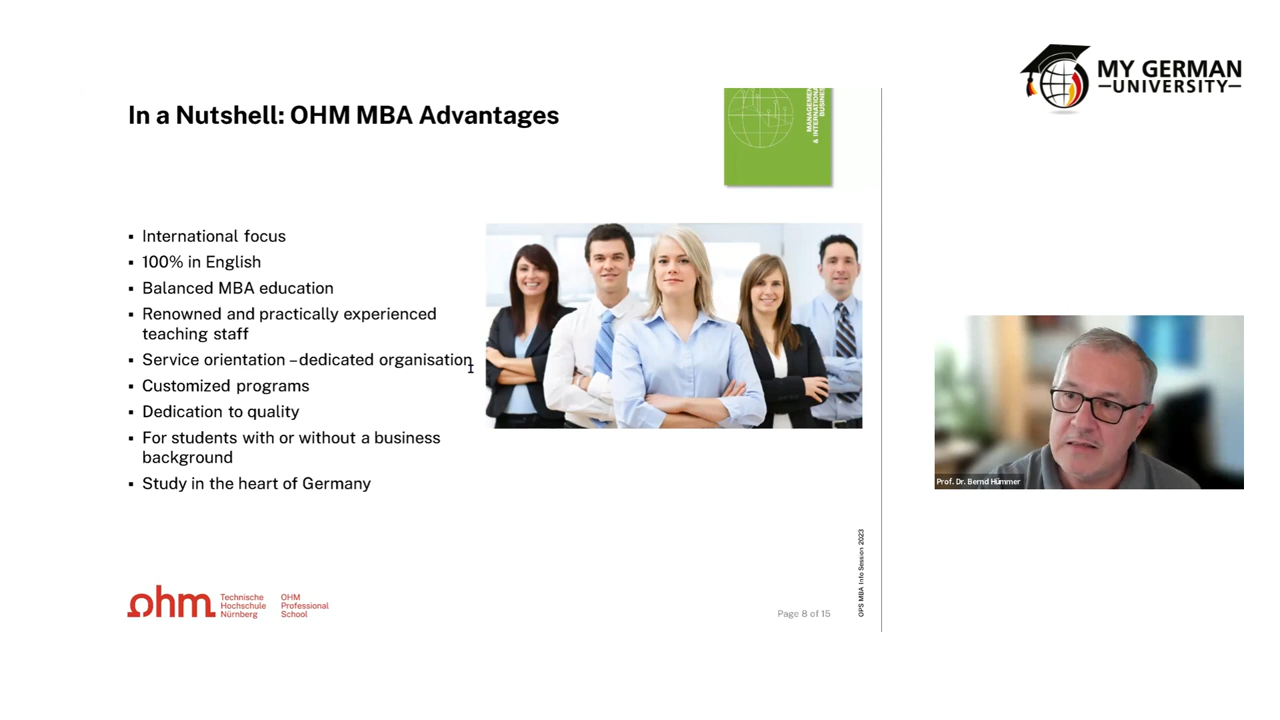 MY GERMAN
UNIVERSITY
In a Nutshell: OHM MBA Advantages
& INTERNATIONAL
▪ International focus
▪ 100% in English
▪ Balanced MBA education
▪ Renowned and practically experienced
teaching staff
▪ Service orientation – dedicated organisation
▪ Customized programs
▪ Dedication to quality
▪ For students with or without a business
background
▪ Study in the heart of Germany
Prof. Dr. Bernd Hümmer
OPS MBA Info Session 2023
ohm
Technische
Hochschule
Nürnberg
OHM
Professional
School
Page 8 of 15